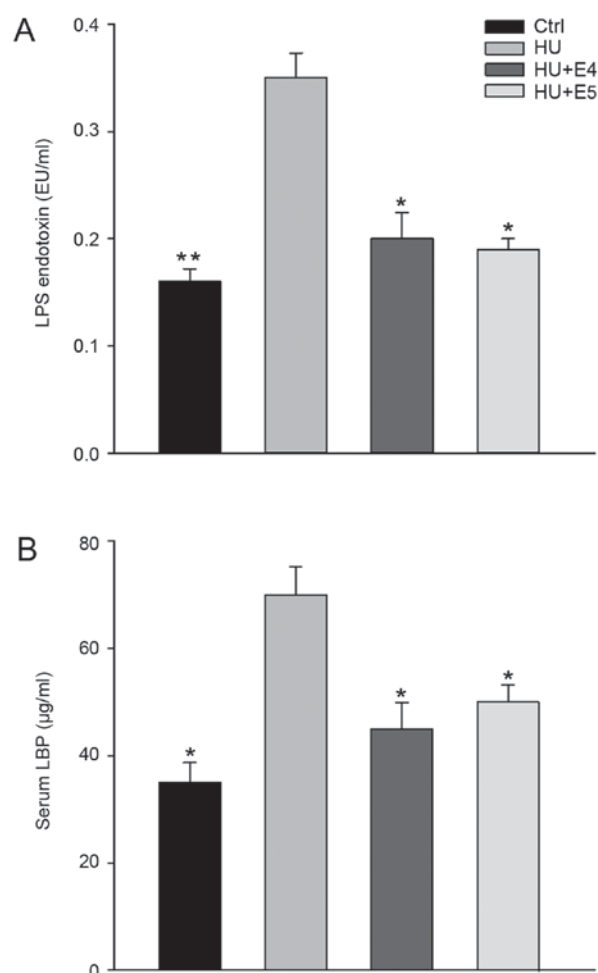 A
0.4
0.3
0.2
0.1
0.0
LPS endotoxin (EU/ml)
Ctrl
HU
HU+E4
HU+E5
**
*
*
B
80
60
40
20
0
Serum LBP (µg/ml)
*
*
*